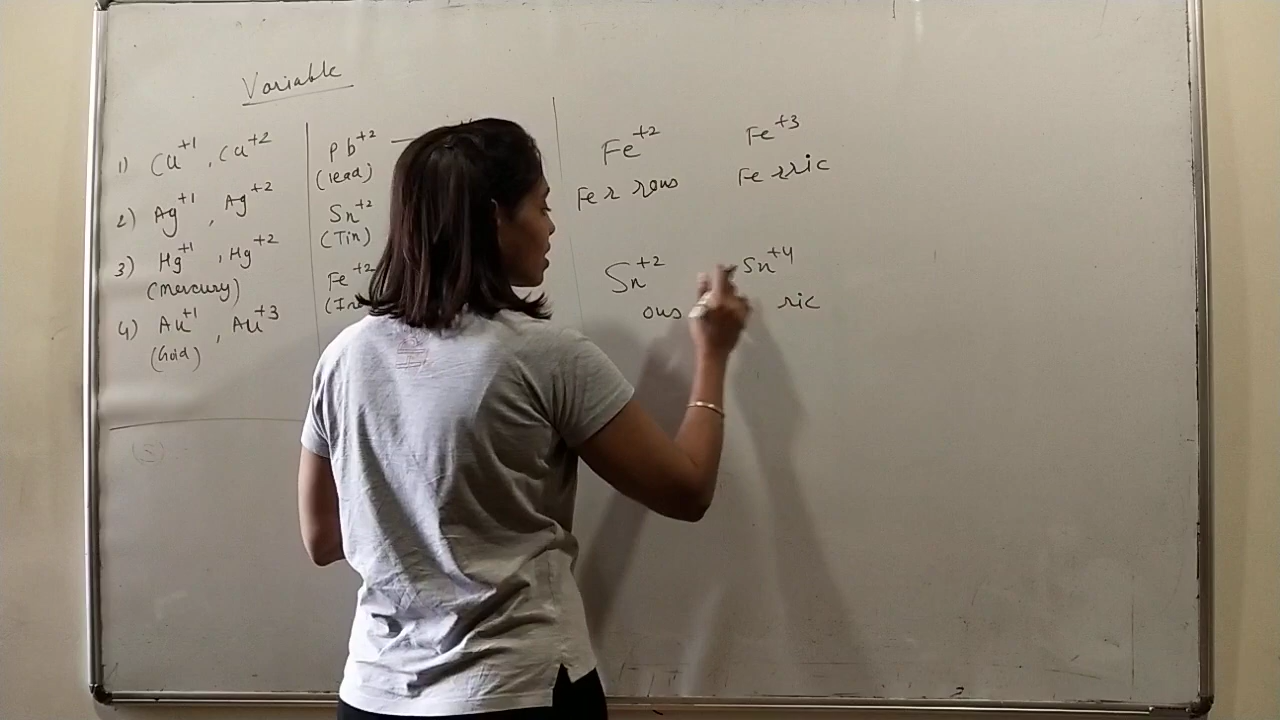 Variable
1) Cu+1 , Cu+2
2) Ag+1 , Ag+2
3) Hg+1 , Hg+2
(Mercury)
4) Au+1 , Au+3
(Gold)
Pb+2
(lead)
Sn+2
(Tin)
Fe+2
Fe+2 Fe+3
Ferrous Ferric
Sn+2 Sn+4
ous ric